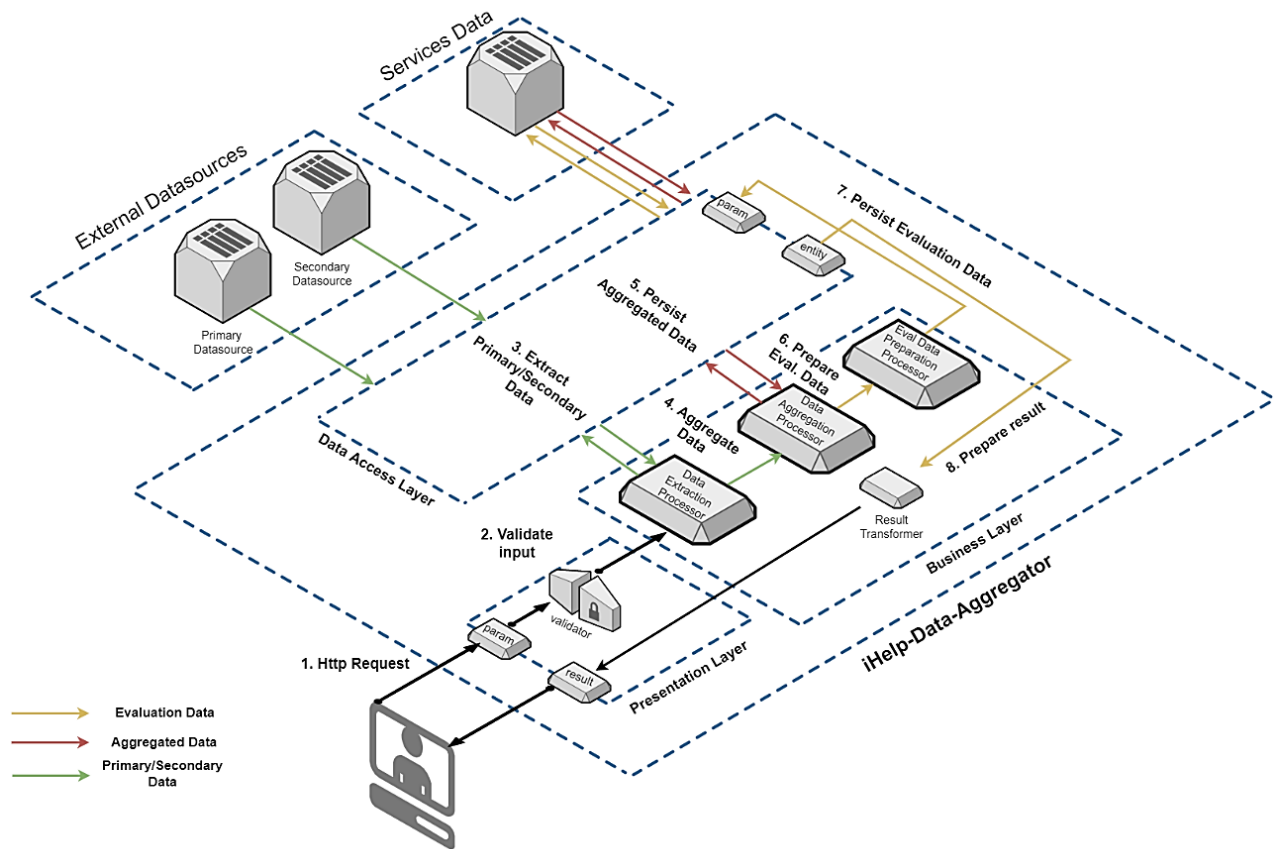 Services Data
External Datasources
Secondary
Datasource
Primary
Datasource
param
entity
7. Persist Evaluation Data
5. Persist
Aggregated Data
6. Prepare
Eval. Data
Eval Data
Preparation
Processor
3. Extract
Primary/Secondary
Data
4. Aggregate
Data
Data
Aggregation
Processor
8. Prepare result
Data Access Layer
Data
Extraction
Processor
Result
Transformer
2. Validate
input
validator
Business Layer
iHelp-Data-Aggregator
param
1. Http Request
result
Presentation Layer
Evaluation Data
Aggregated Data
Primary/Secondary
Data